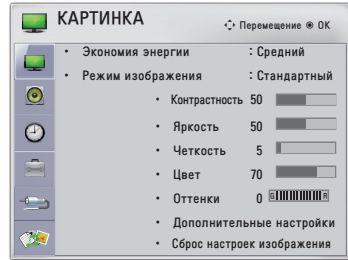 КАРТИНКА Перемещение ОК
• Экономия энергии : Средний
• Режим изображения : Стандартный
• Контрастность 50
• Яркость 50
• Четкость 5
• Цвет 70
• Оттенки 0 G R
• Дополнительные настройки
• Сброс настроек изображения